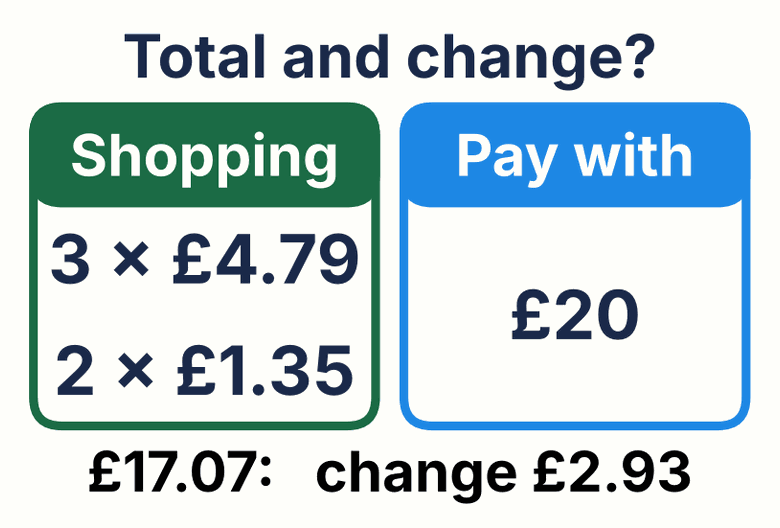 Total and change?
Shopping
3 × £4.79
2 × £1.35
Pay with
£20
£17.07: change £2.93